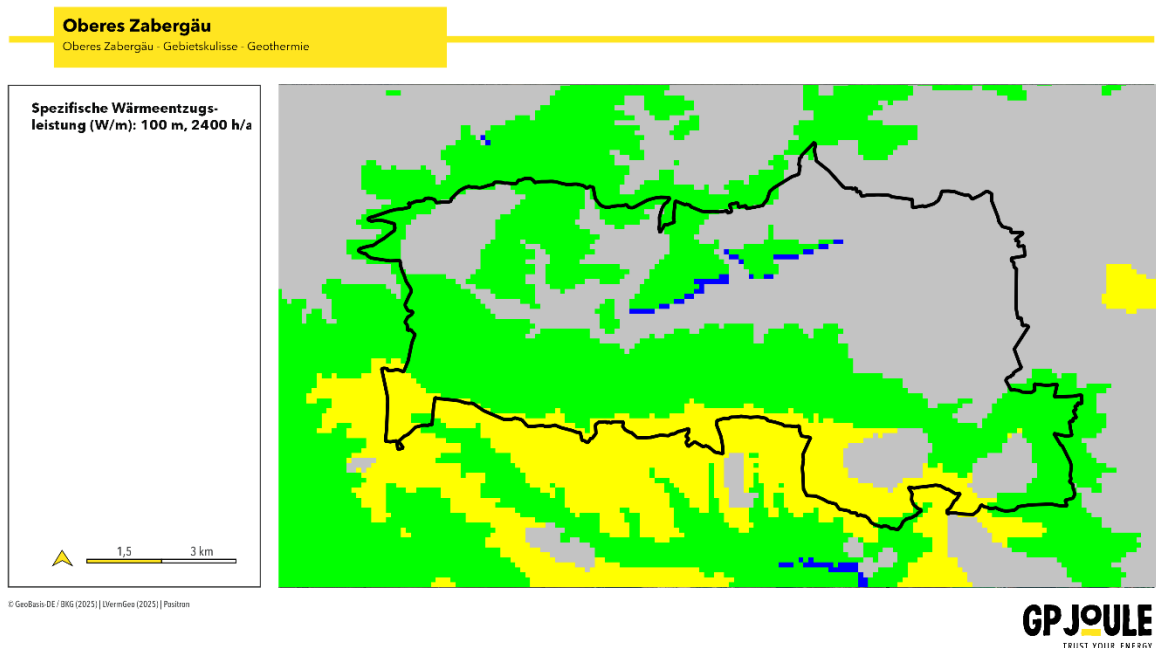 Oberes Zabergäu
Oberes Zabergäu - Gebietskulisse - Geothermie
Spezifische Wärmeentzugs-
leistung (W/m): 100 m, 2400 h/a
1,5 3 km
© GeoBasis-DE / BKG (2025) | LVermGeo (2025) | Positron
GP JOULE
TRUST YOUR ENERGY